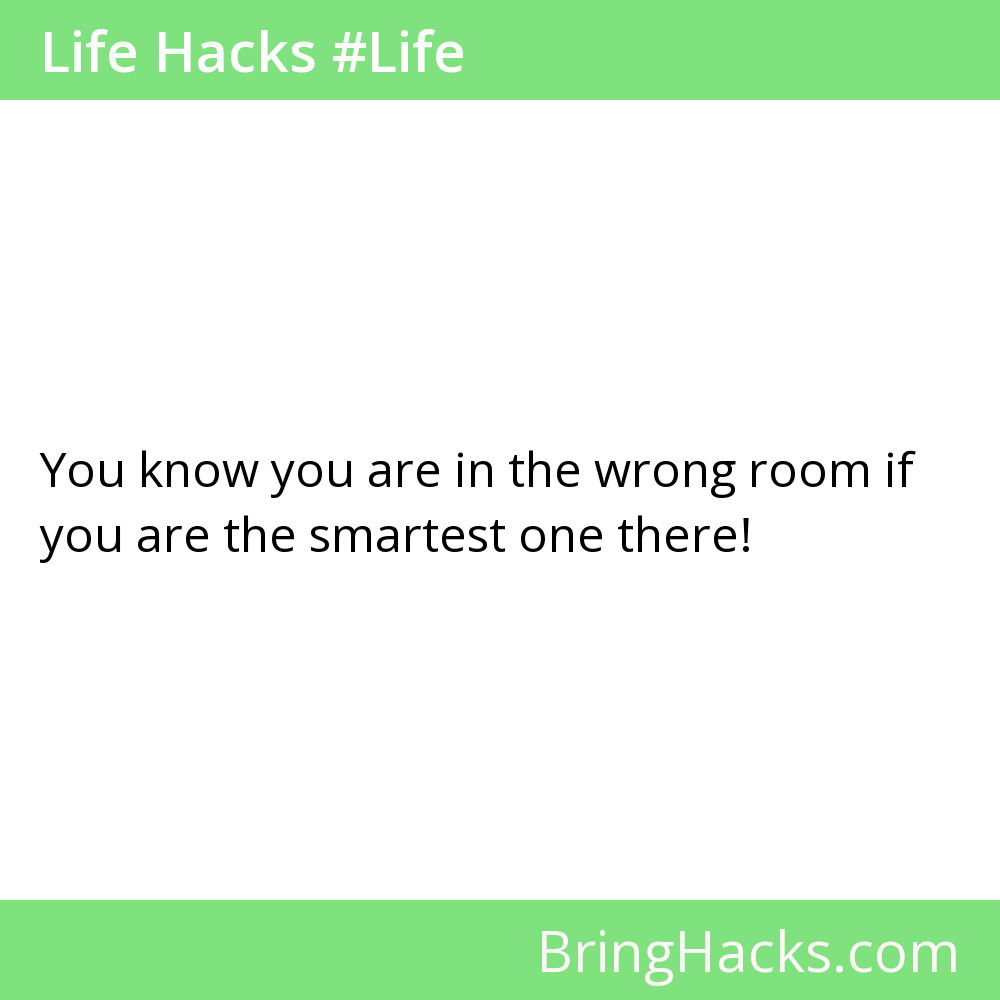 Life Hacks #Life
You know you are in the wrong room if
you are the smartest one there!
BringHacks.com